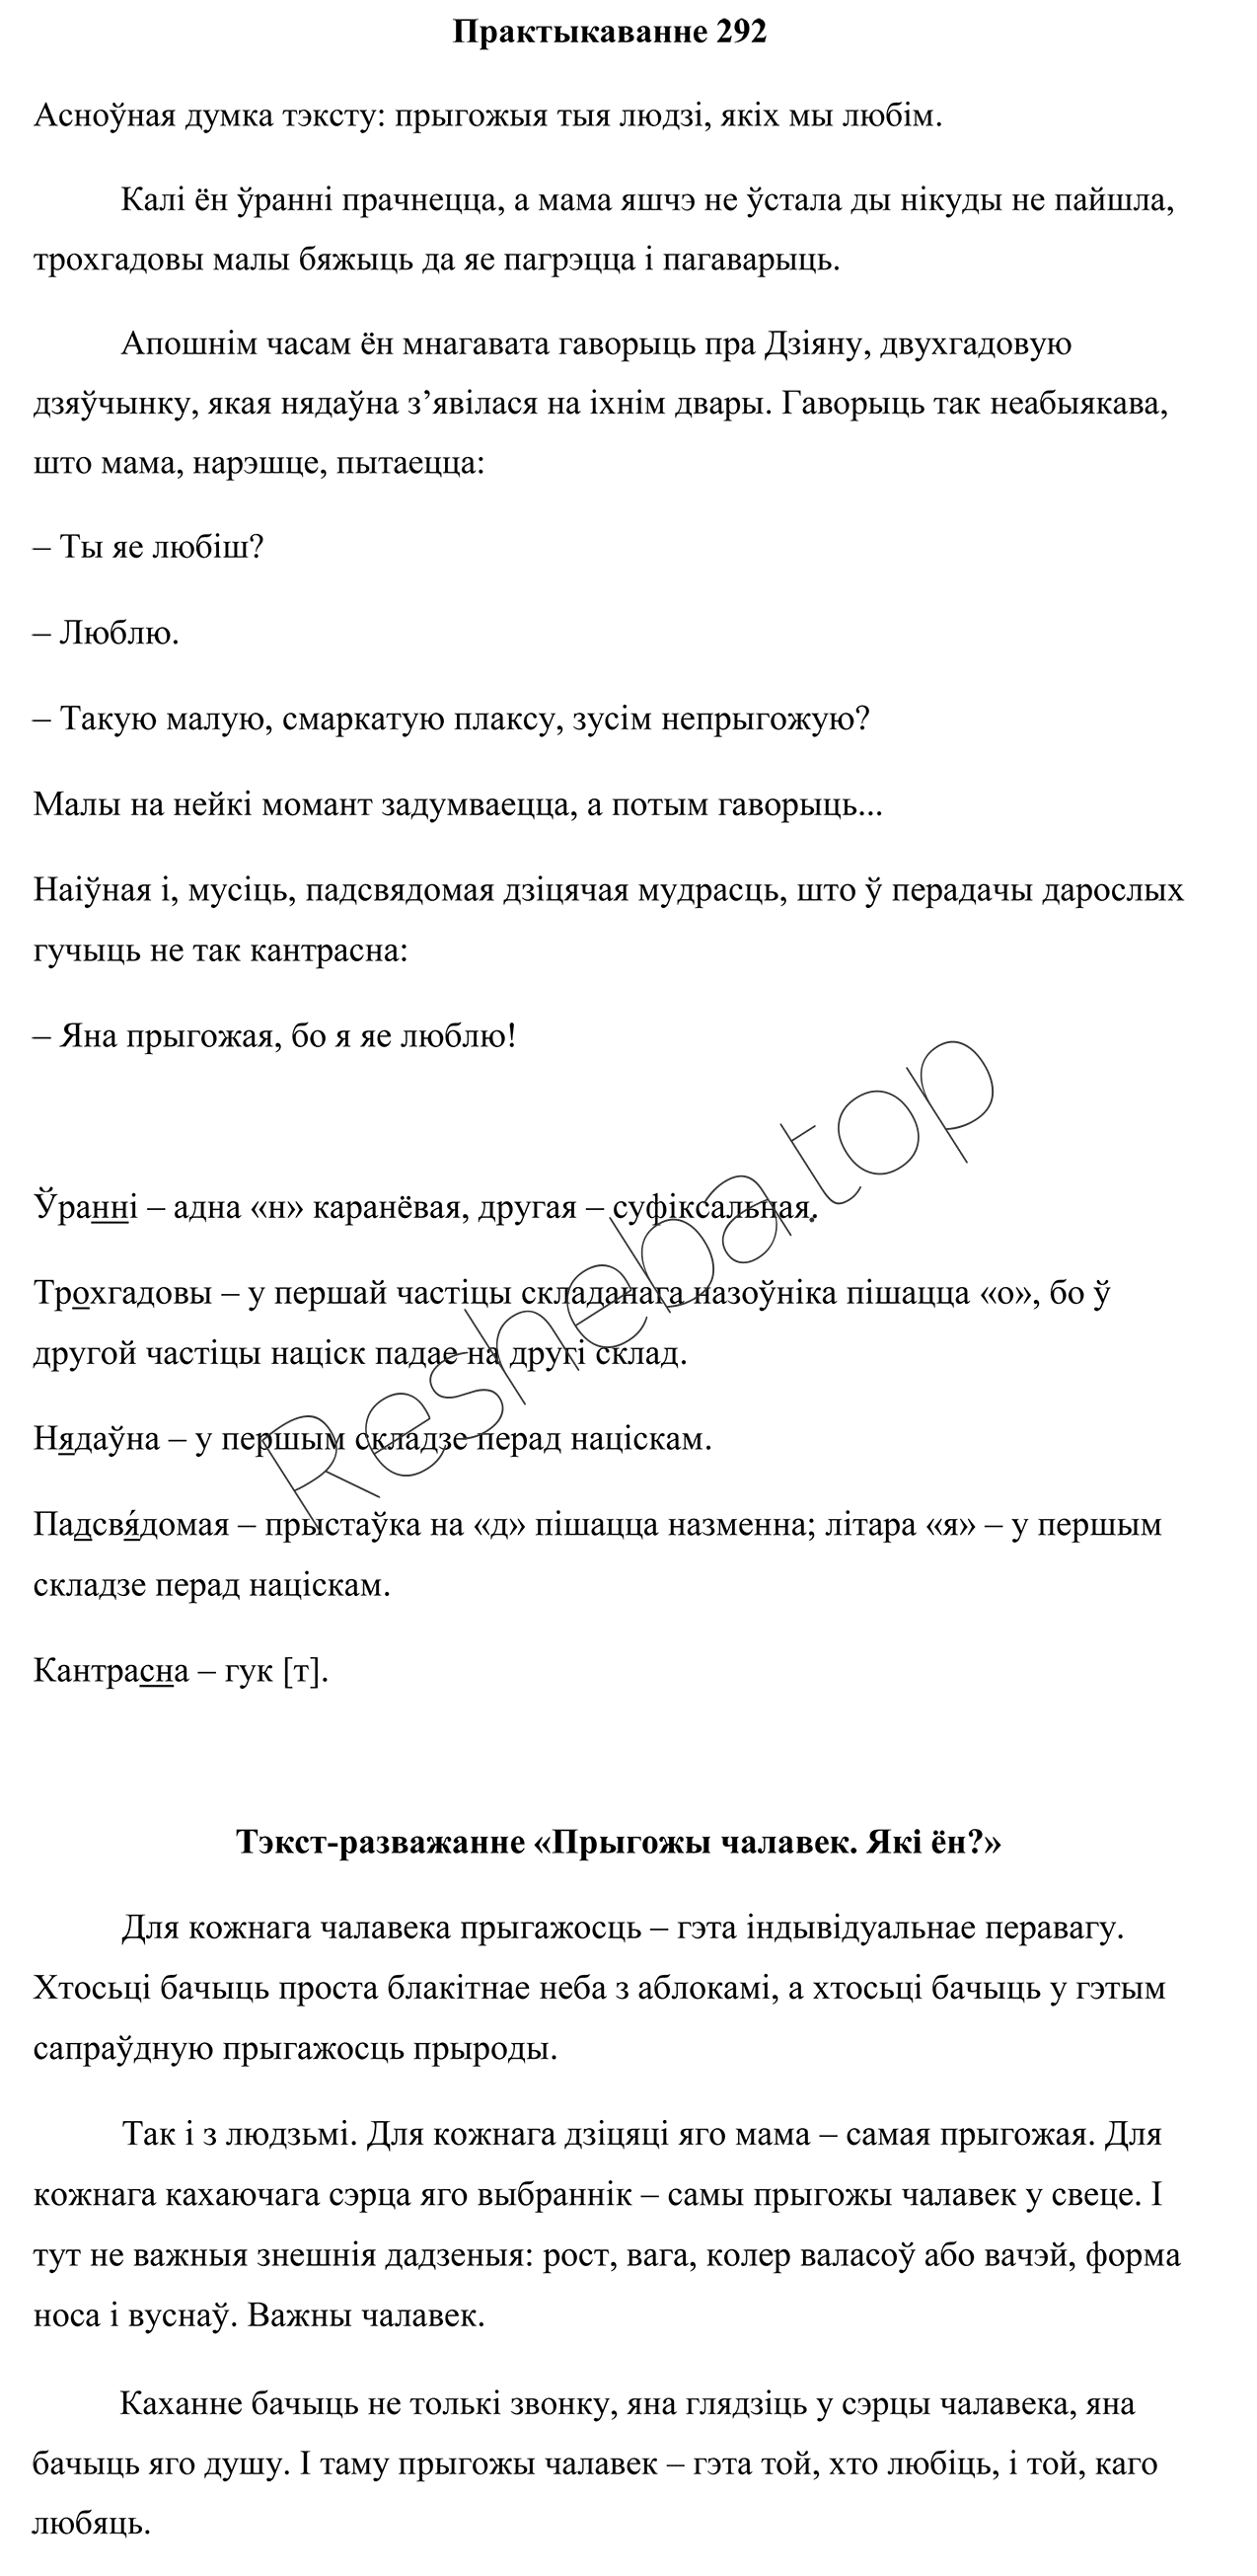 Практыкаванне 292
Асноўная думка тэксту: прыгожыя тыя людзі, якіх мы любім.
Калі ён ўранні прачнецца, а мама яшчэ не ўстала ды нікуды не пайшла,
трохгадовы малы бяжыць да яе пагрэцца і пагаварыць.
Апошнім часам ён мнагавата гаворыць пра Дзіяну, двухгадовую
дзяўчынку, якая нядаўна з’явілася на іхнім двары. Гаворыць так неабыякава,
што мама, нарэшце, пытаецца:
– Ты яе любіш?
– Люблю.
– Такую малую, смаркатую плаксу, зусім непрыгожую?
Малы на нейкі момант задумваецца, а потым гаворыць...
Наіўная і, мусіць, падсвядомая дзіцячая мудрасць, што ў перадачы дарослых
гучыць не так кантрасна:
– Яна прыгожая, бо я яе люблю!
Ўранні – адна «н» каранёвая, другая – суфіксальная.
Трохгадовы – у першай частіцы складанага назоўніка пішацца «о», бо ў
другой частіцы націск падае на другі склад.
Нядаўна – у першым складзе перад націскам.
Падсвя́домая – прыстаўка на «д» пішацца назменна; літара «я» – у першым
складзе перад націскам.
Кантрасна – гук [т].
Reshebatop
Тэкст-разважанне «Прыгожы чалавек. Які ён?»
Для кожнага чалавека прыгажосць – гэта індывідуальнае перавагу.
Хтосьці бачыць проста блакітнае неба з аблокамі, а хтосьці бачыць у гэтым
сапраўдную прыгажосць прыроды.
Так і з людзьмі. Для кожнага дзіцяці яго мама – самая прыгожая. Для
кожнага кахаючага сэрца яго выбраннік – самы прыгожы чалавек у свеце. І
тут не важныя знешнія дадзеныя: рост, вага, колер валасоў або вачэй, форма
носа і вуснаў. Важны чалавек.
Каханне бачыць не толькі звонку, яна глядзіць у сэрцы чалавека, яна
бачыць яго душу. І таму прыгожы чалавек – гэта той, хто любіць, і той, каго
любяць.